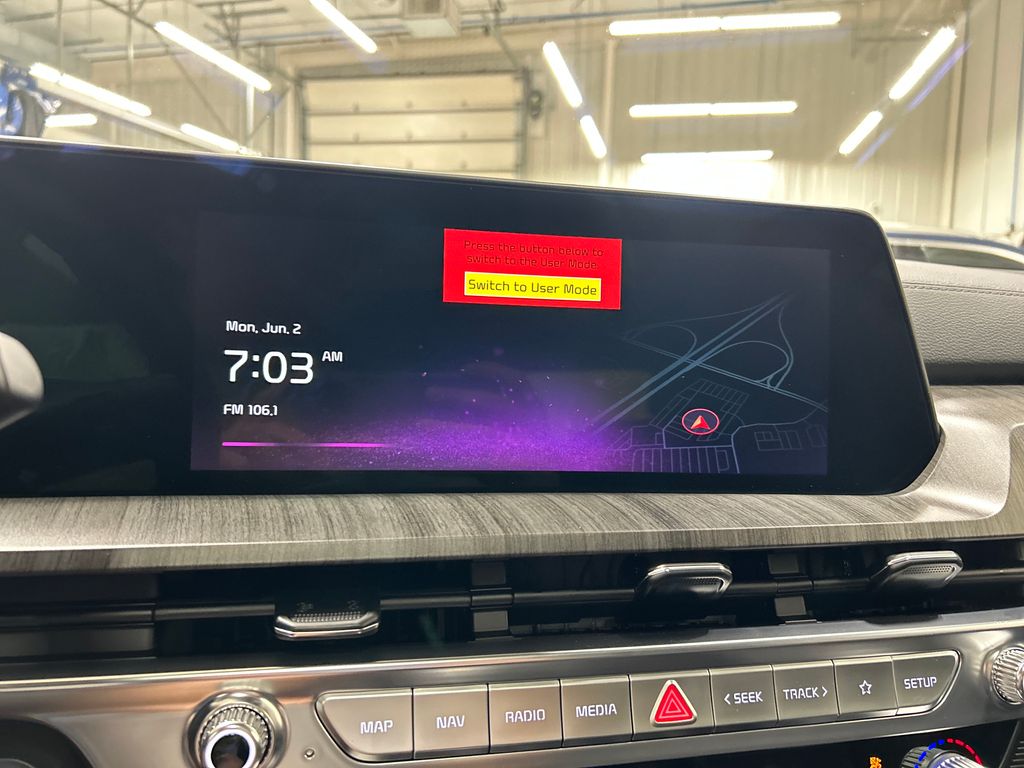 Press the button below to
switch to the User Mode.
Switch to User Mode
Mon, Jun. 2
7:03 AM
FM 106.1
MAP
NAV
RADIO
MEDIA
< SEEK
TRACK >
SETUP